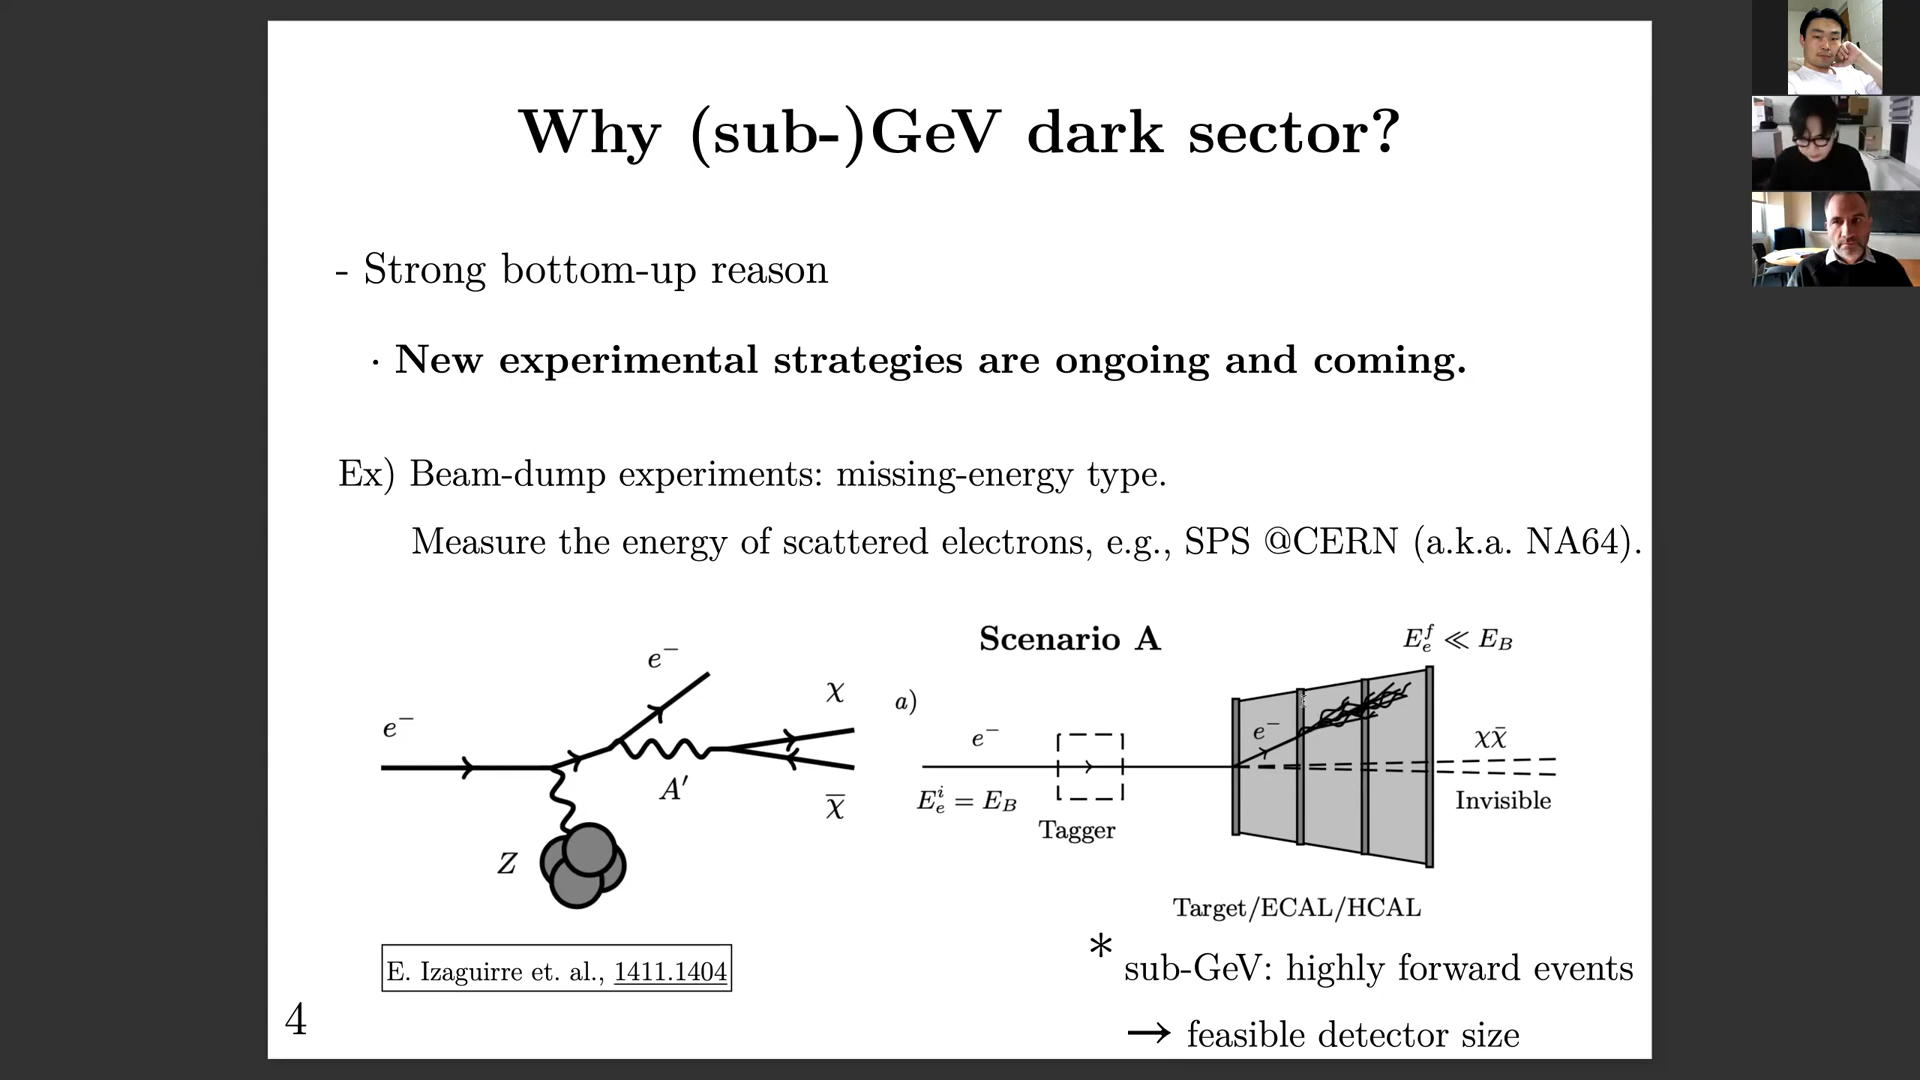 Why (sub-)GeV dark sector?
- Strong bottom-up reason
· New experimental strategies are ongoing and coming.
Ex) Beam-dump experiments: missing-energy type.
Measure the energy of scattered electrons, e.g., SPS @CERN (a.k.a. NA64).
e⁻
e⁻
χ
χ̄
A′
Z
Scenario A
a)
e⁻
E_e^i = E_B
Tagger
e⁻
E_e^f ≪ E_B
χχ̄
Invisible
Target/ECAL/HCAL
E. Izaguirre et. al., 1411.1404
* sub-GeV: highly forward events
→ feasible detector size
4